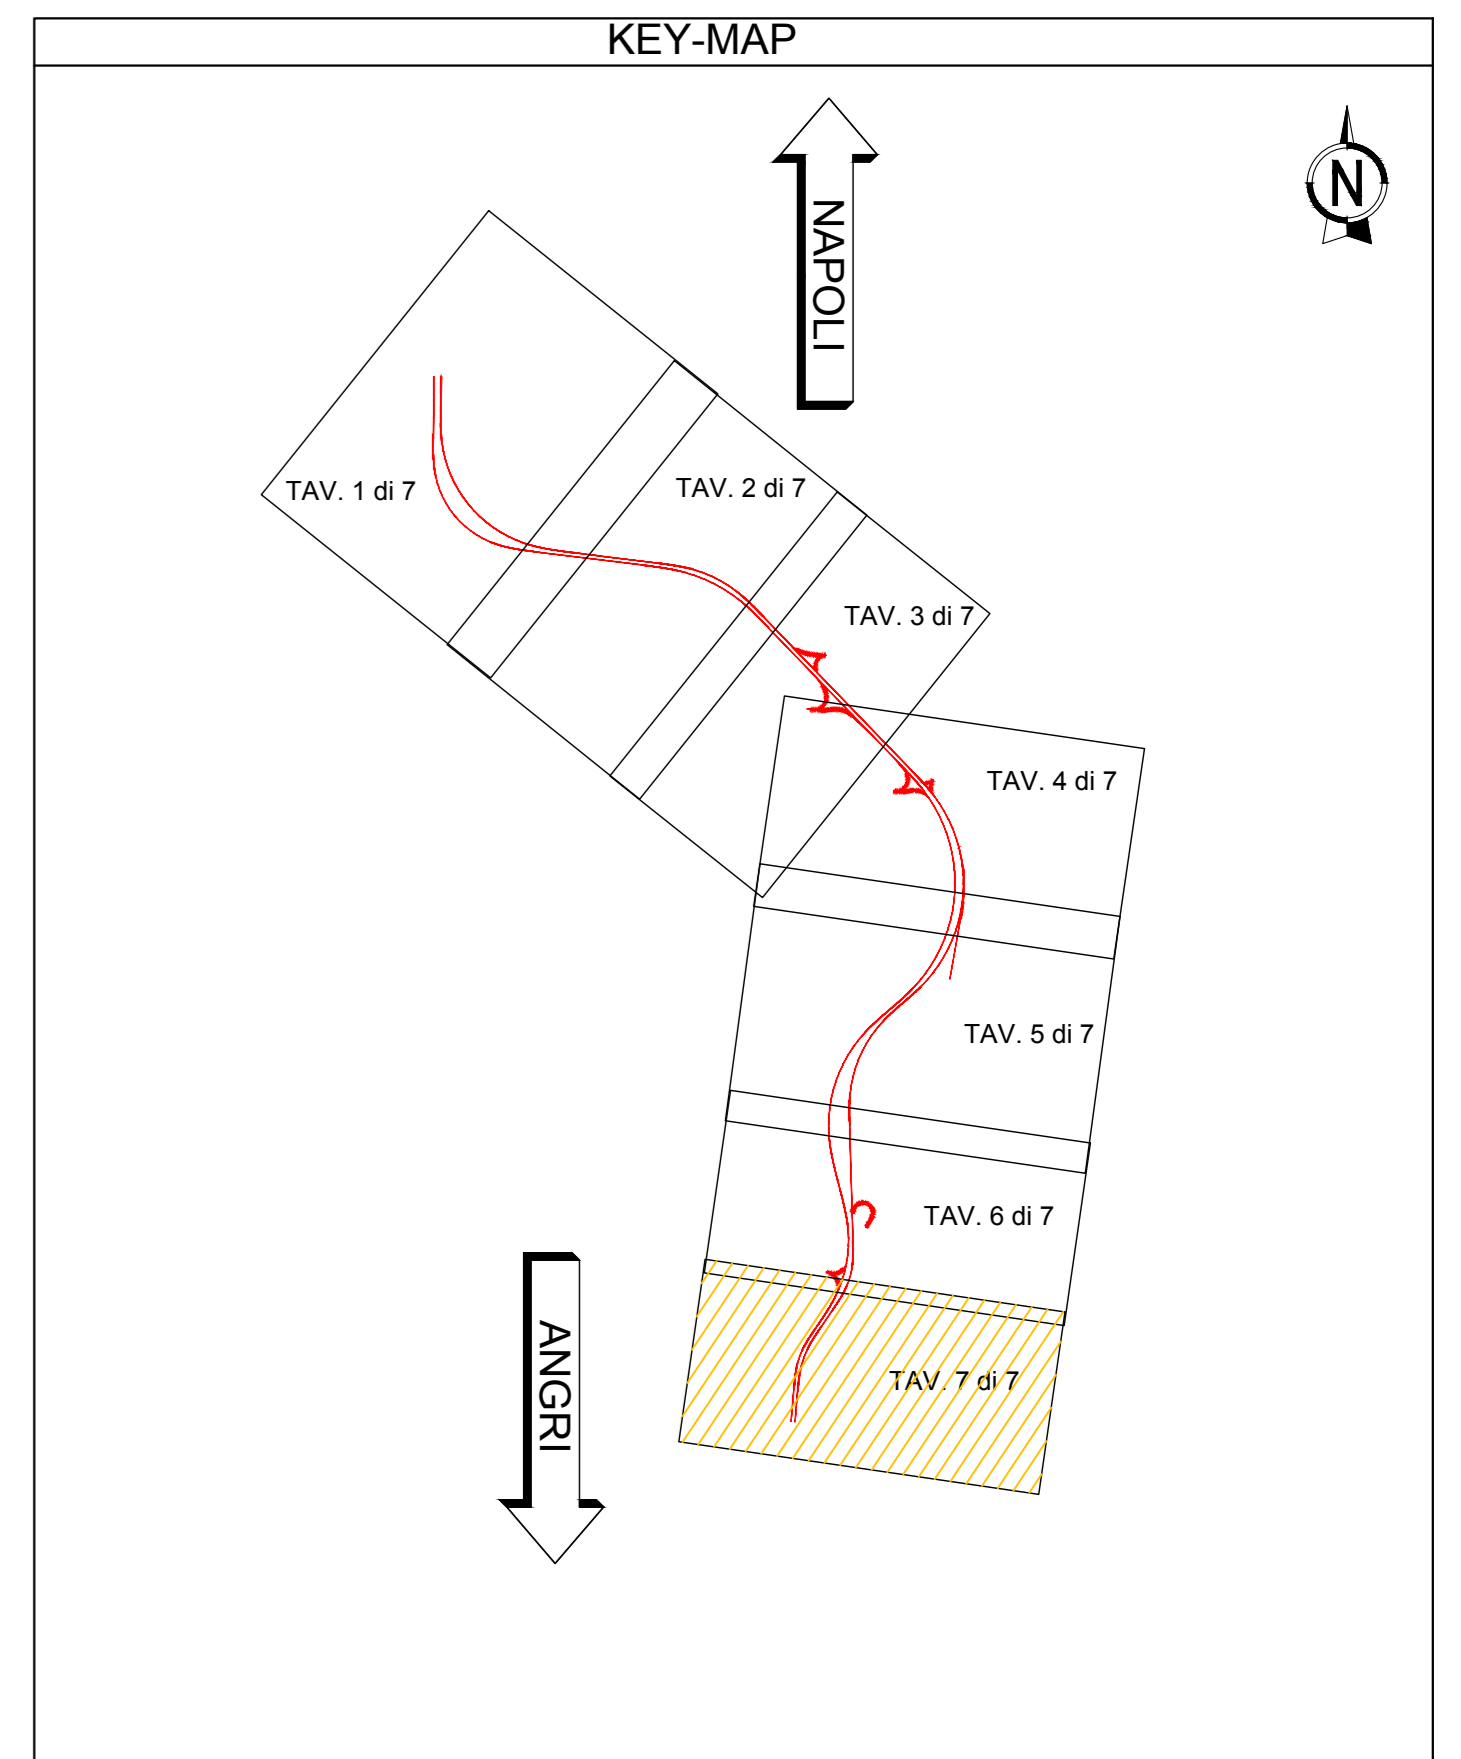 KEY-MAP
N
NAPOLI
TAV. 1 di 7
TAV. 2 di 7
TAV. 3 di 7
TAV. 4 di 7
TAV. 5 di 7
TAV. 6 di 7
TAV. 7 di 7
ANGRI